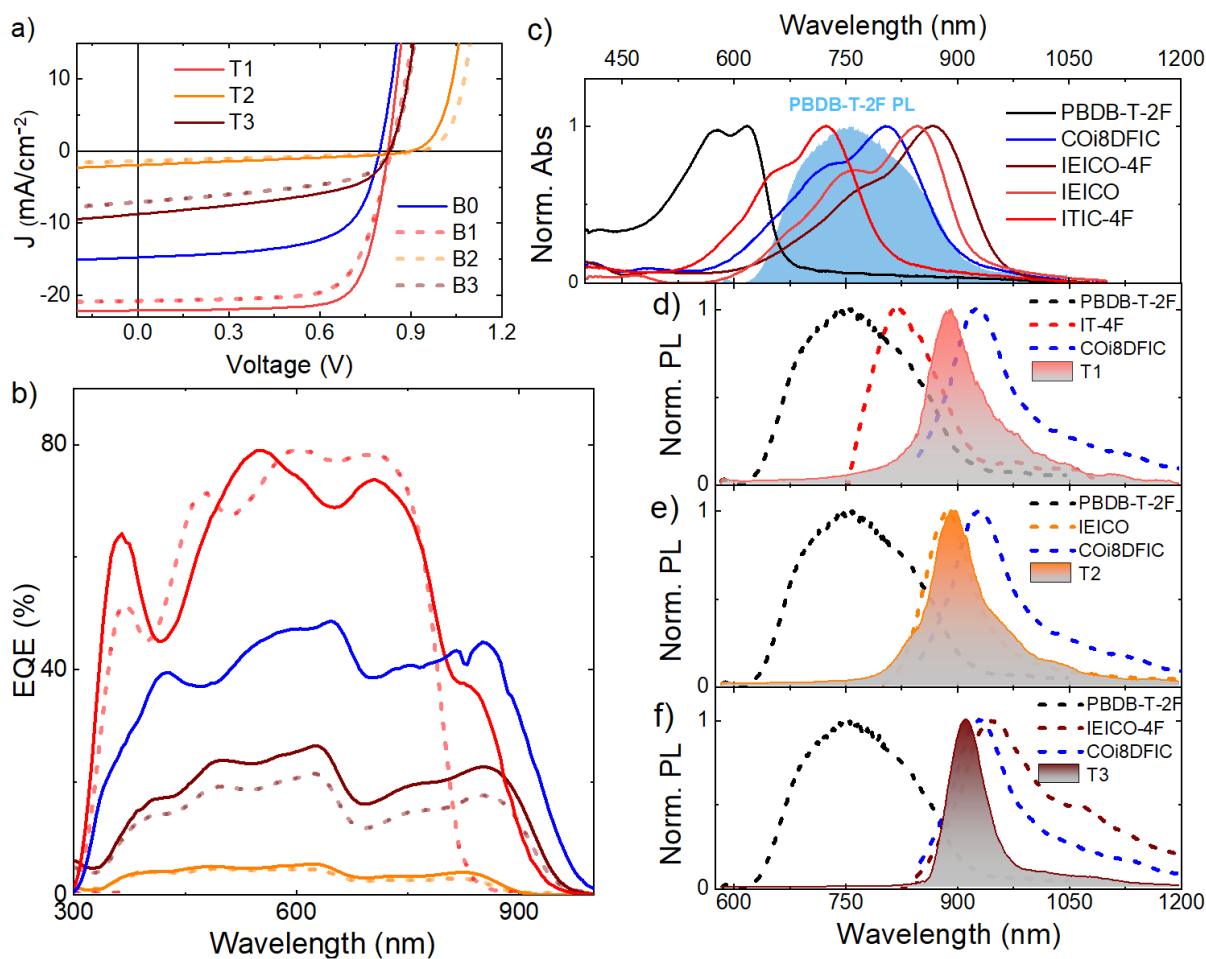 a)
10
0
-10
-20
J (mA/cm⁻²)
T1
T2
T3
B0
B1
B2
B3
0.0 0.3 0.6 0.9 1.2
Voltage (V)
b)
80
40
0
EQE (%)
300 600 900
Wavelength (nm)
Wavelength (nm)
c)
450 600 750 900 1050 1200
1
0
Norm. Abs
PBDB-T-2F PL
PBDB-T-2F
COi8DFIC
IEICO-4F
IEICO
ITIC-4F
d)
1
0
Norm. PL
PBDB-T-2F
IT-4F
COi8DFIC
T1
e)
1
0
Norm. PL
PBDB-T-2F
IEICO
COi8DFIC
T2
f)
1
0
Norm. PL
PBDB-T-2F
IEICO-4F
COi8DFIC
T3
600 750 900 1050 1200
Wavelength (nm)